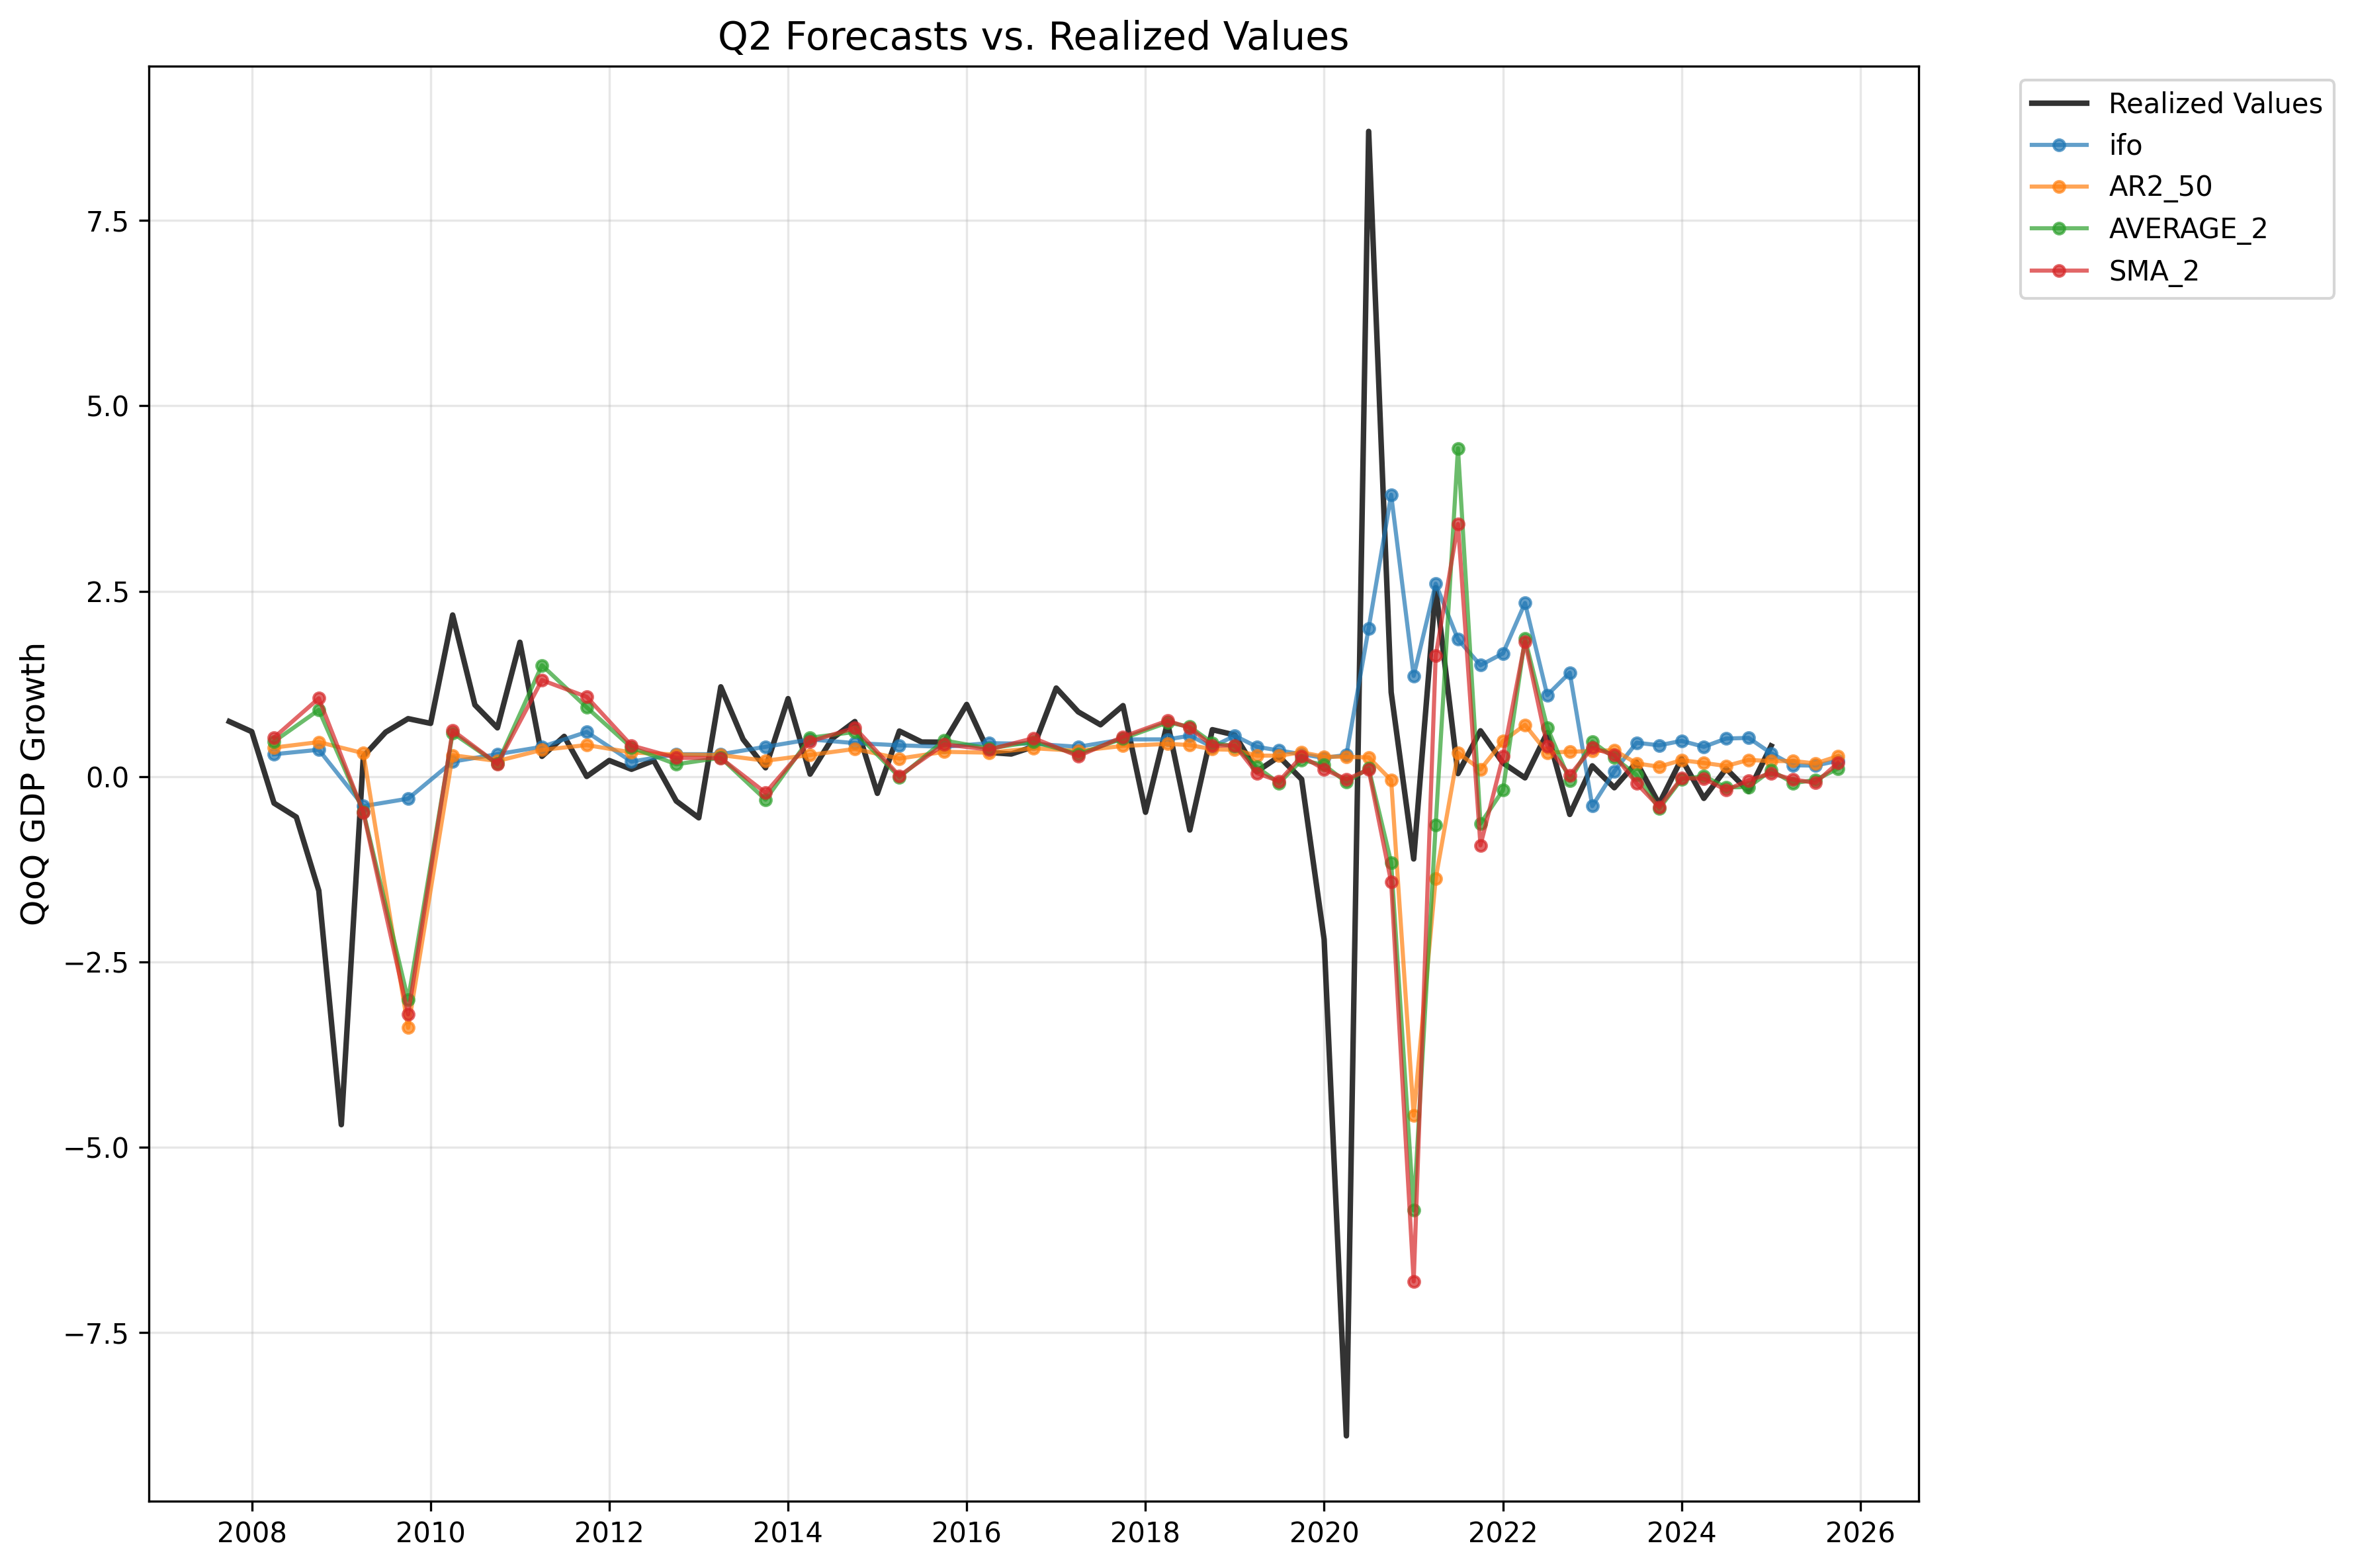 Q2 Forecasts vs. Realized Values
QoQ GDP Growth
7.5
5.0
2.5
0.0
−2.5
−5.0
−7.5
2008 2010 2012 2014 2016 2018 2020 2022 2024 2026
Realized Values
ifo
AR2_50
AVERAGE_2
SMA_2